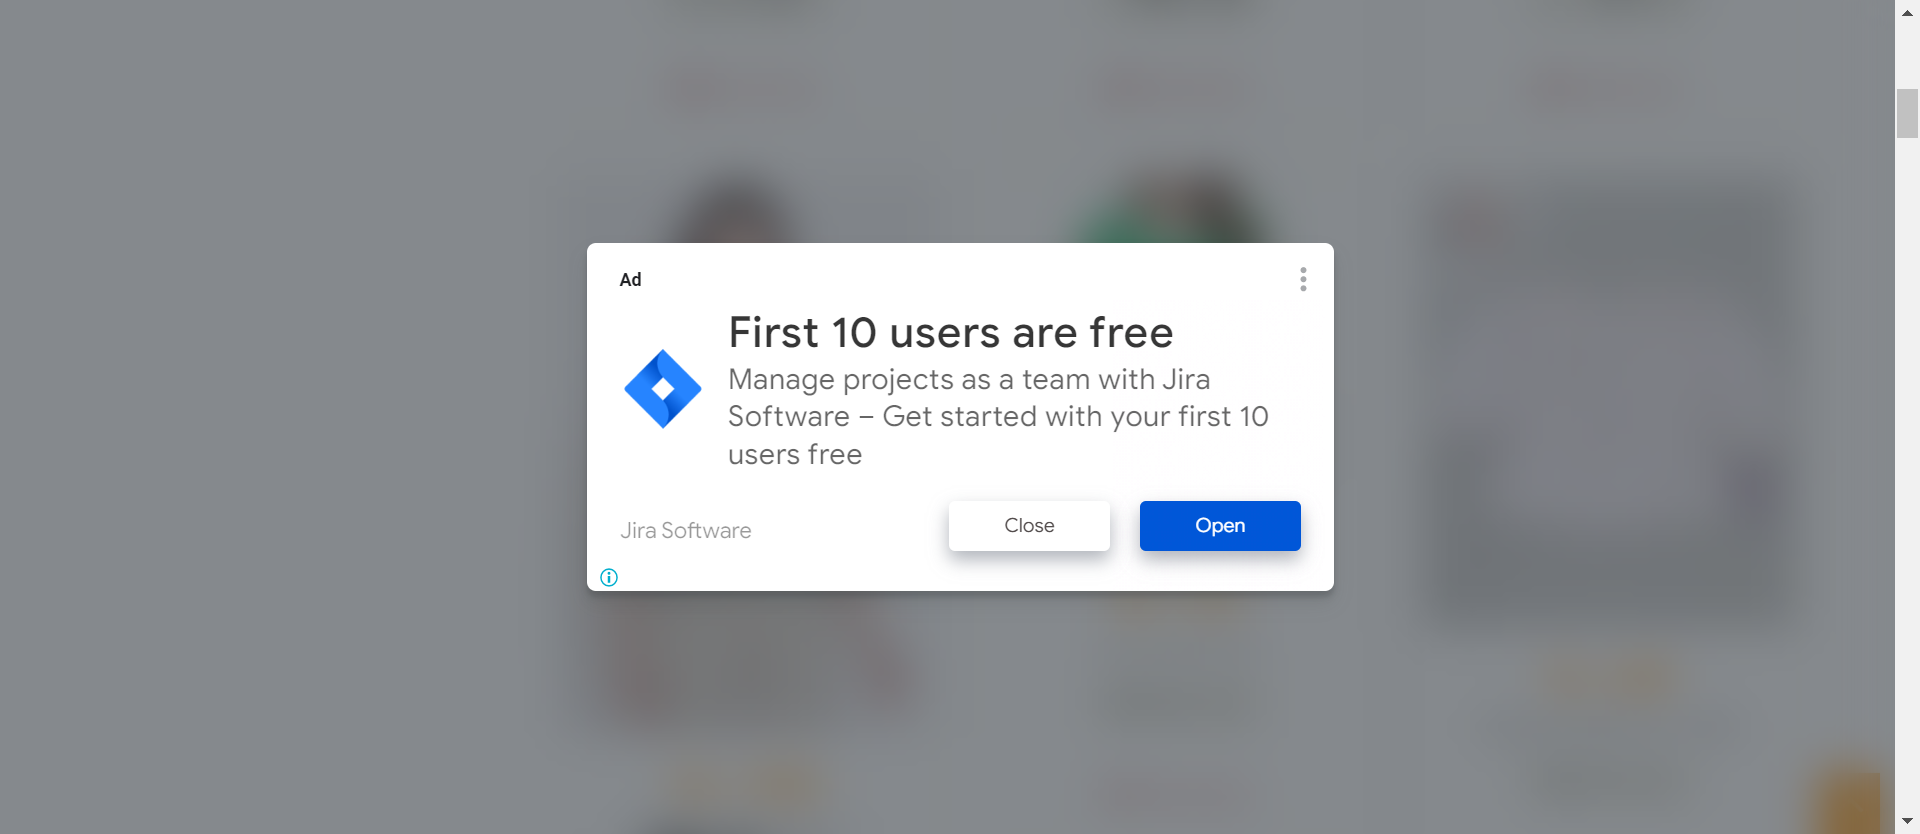 Ad
First 10 users are free
Manage projects as a team with Jira
Software – Get started with your first 10
users free
Jira Software
Close
Open